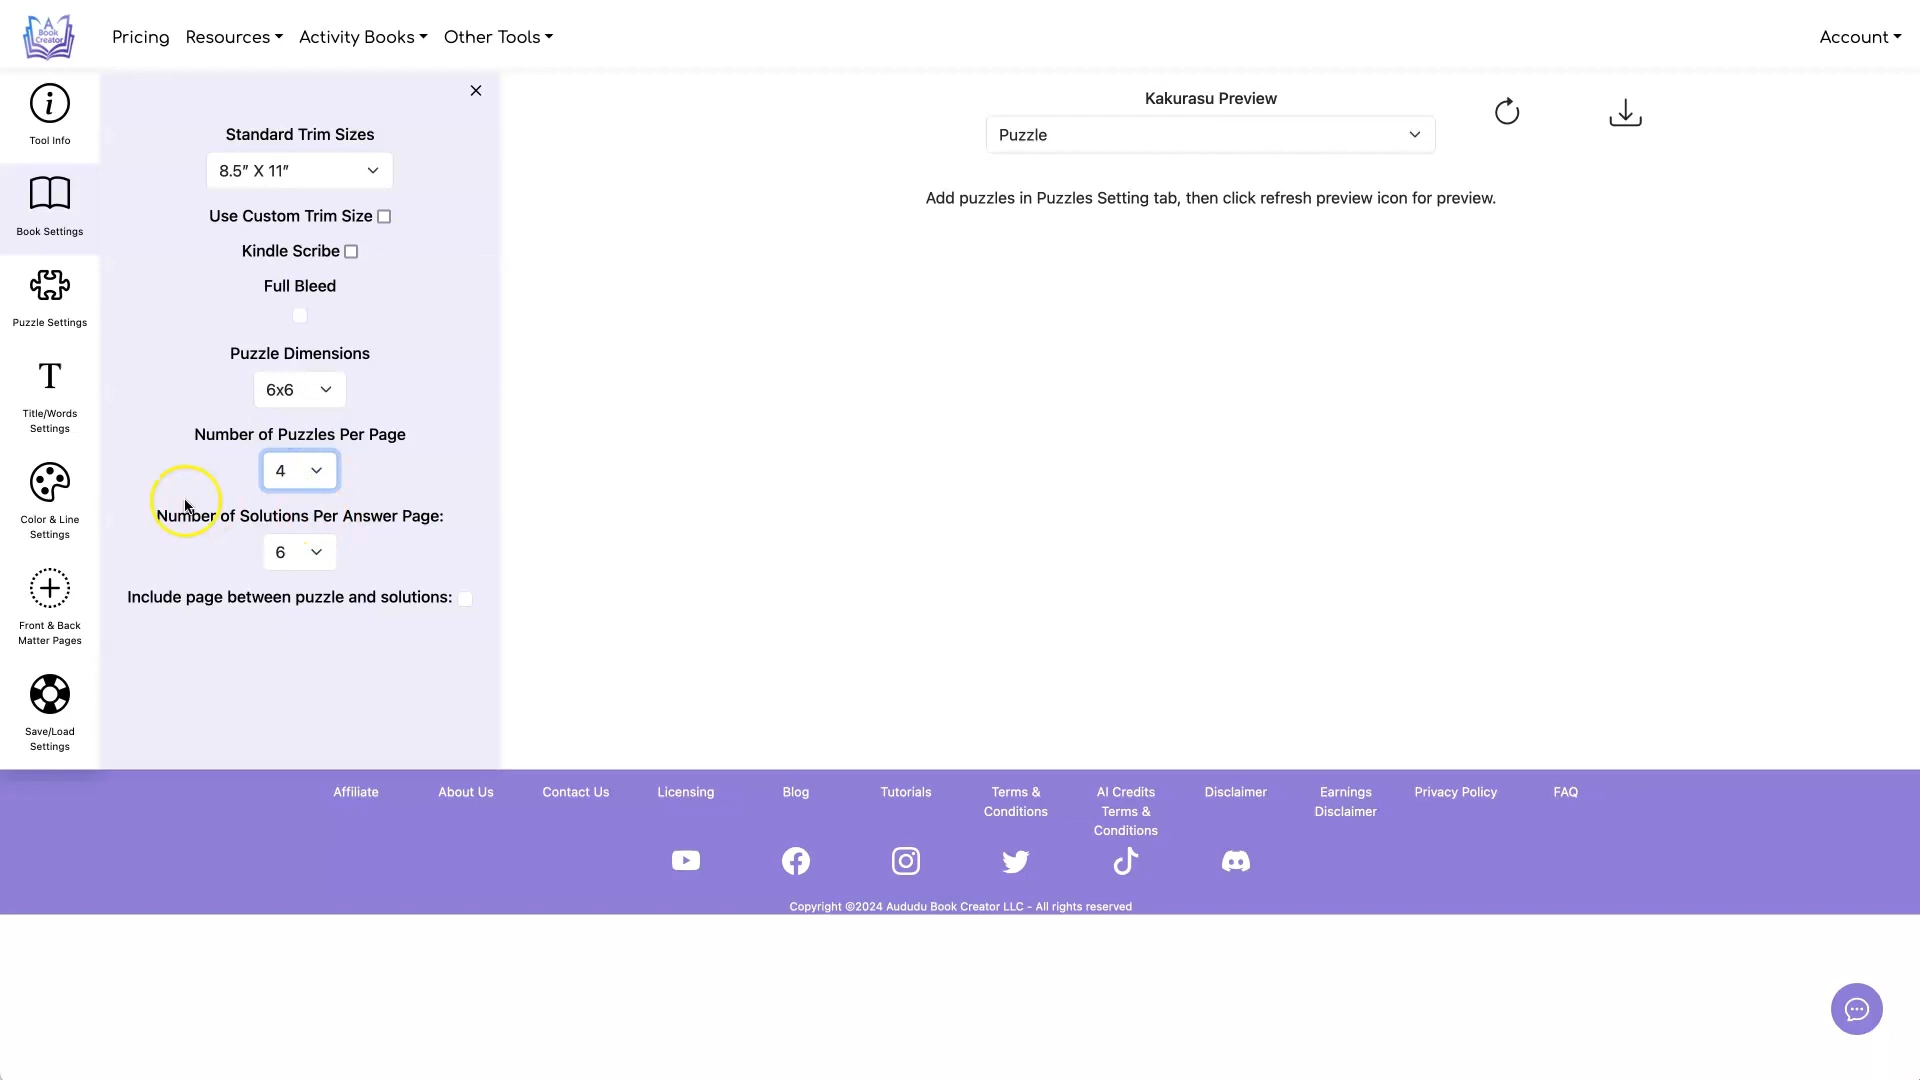 A
Book
Creator
Pricing
Resources
Activity Books
Other Tools
Account
Tool Info
Book Settings
Puzzle Settings
Title/Words
Settings
Color & Line
Settings
Front & Back
Matter Pages
Save/Load
Settings
Standard Trim Sizes
8.5” X 11”
Use Custom Trim Size
Kindle Scribe
Full Bleed
Puzzle Dimensions
6x6
Number of Puzzles Per Page
4
Number of Solutions Per Answer Page:
6
Include page between puzzle and solutions:
Kakurasu Preview
Puzzle
Add puzzles in Puzzles Setting tab, then click refresh preview icon for preview.
Affiliate
About Us
Contact Us
Licensing
Blog
Tutorials
Terms &
Conditions
AI Credits
Terms &
Conditions
Disclaimer
Earnings
Disclaimer
Privacy Policy
FAQ
Copyright ©2024 Aududu Book Creator LLC - All rights reserved